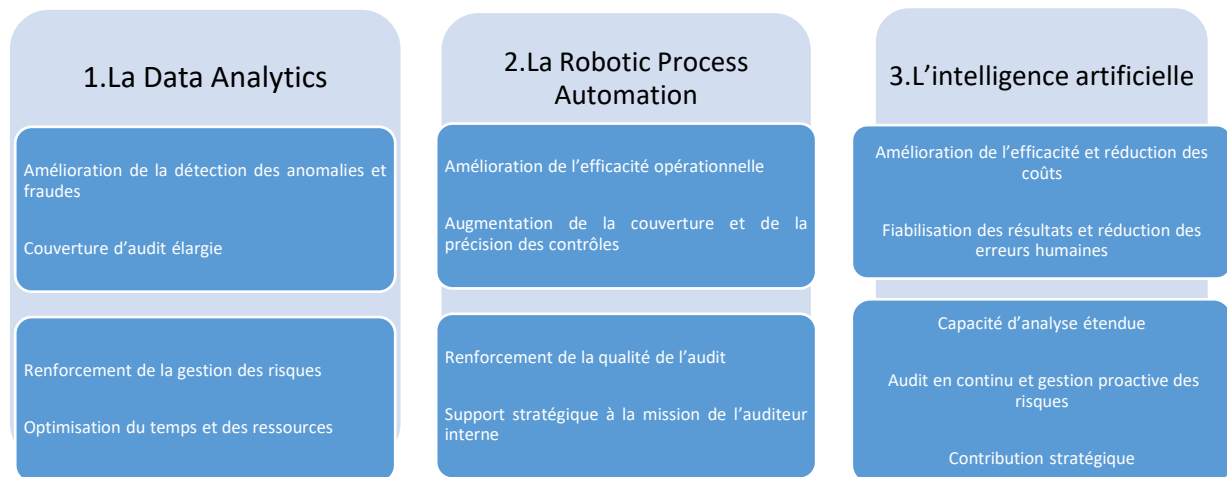 1.La Data Analytics
Amélioration de la détection des anomalies et
fraudes
Couverture d'audit élargie
Renforcement de la gestion des risques
Optimisation du temps et des ressources
2.La Robotic Process
Automation
Amélioration de l'efficacité opérationnelle
Augmentation de la couverture et de la
précision des contrôles
Renforcement de la qualité de l'audit
Support stratégique à la mission de l'auditeur
interne
3.L'intelligence artificielle
Amélioration de l'efficacité et réduction des
coûts
Fiabilisation des résultats et réduction des
erreurs humaines
Capacité d'analyse étendue
Audit en continu et gestion proactive des
risques
Contribution stratégique